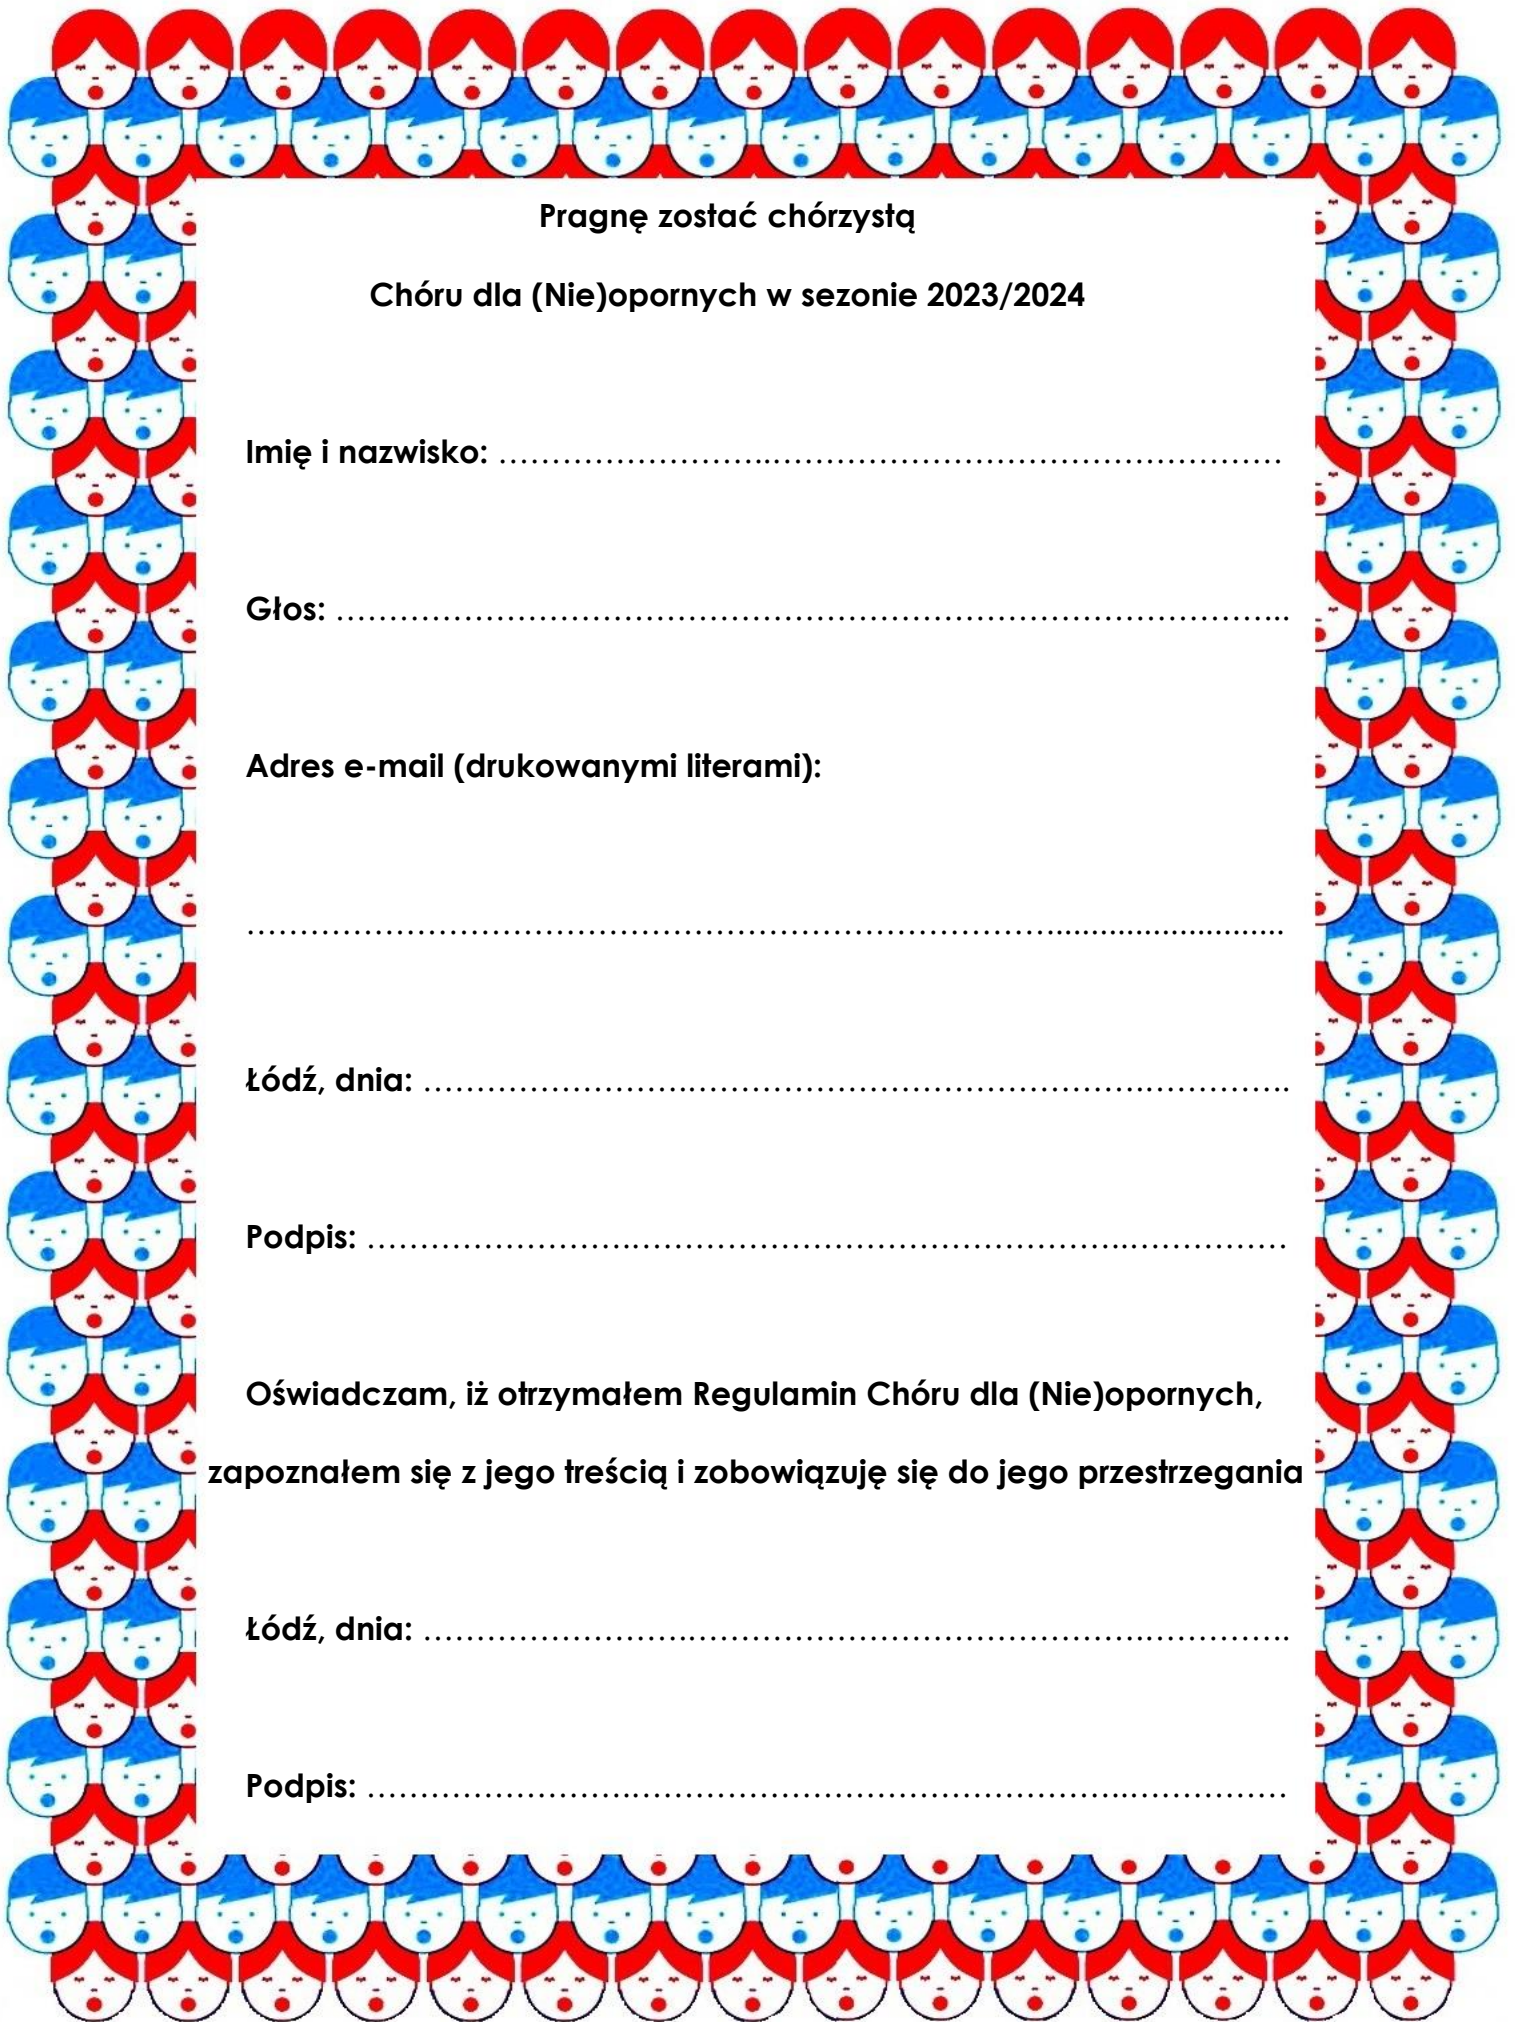 Pragnę zostać chórzystą
Chóru dla (Nie)opornych w sezonie 2023/2024
Imię i nazwisko: ……………………..…………………………………………
Głos: …………………………………………………………………………...
Adres e-mail (drukowanymi literami):
…………………………………………………………………..........................
Łódź, dnia: …………………….……………………………………………….
Podpis: …………………….……………………………………..……………
Oświadczam, iż otrzymałem Regulamin Chóru dla (Nie)opornych,
zapoznałem się z jego treścią i zobowiązuję się do jego przestrzegania
Łódź, dnia: …………………….…………………………………….………….
Podpis: …………………….……………………………………..……………